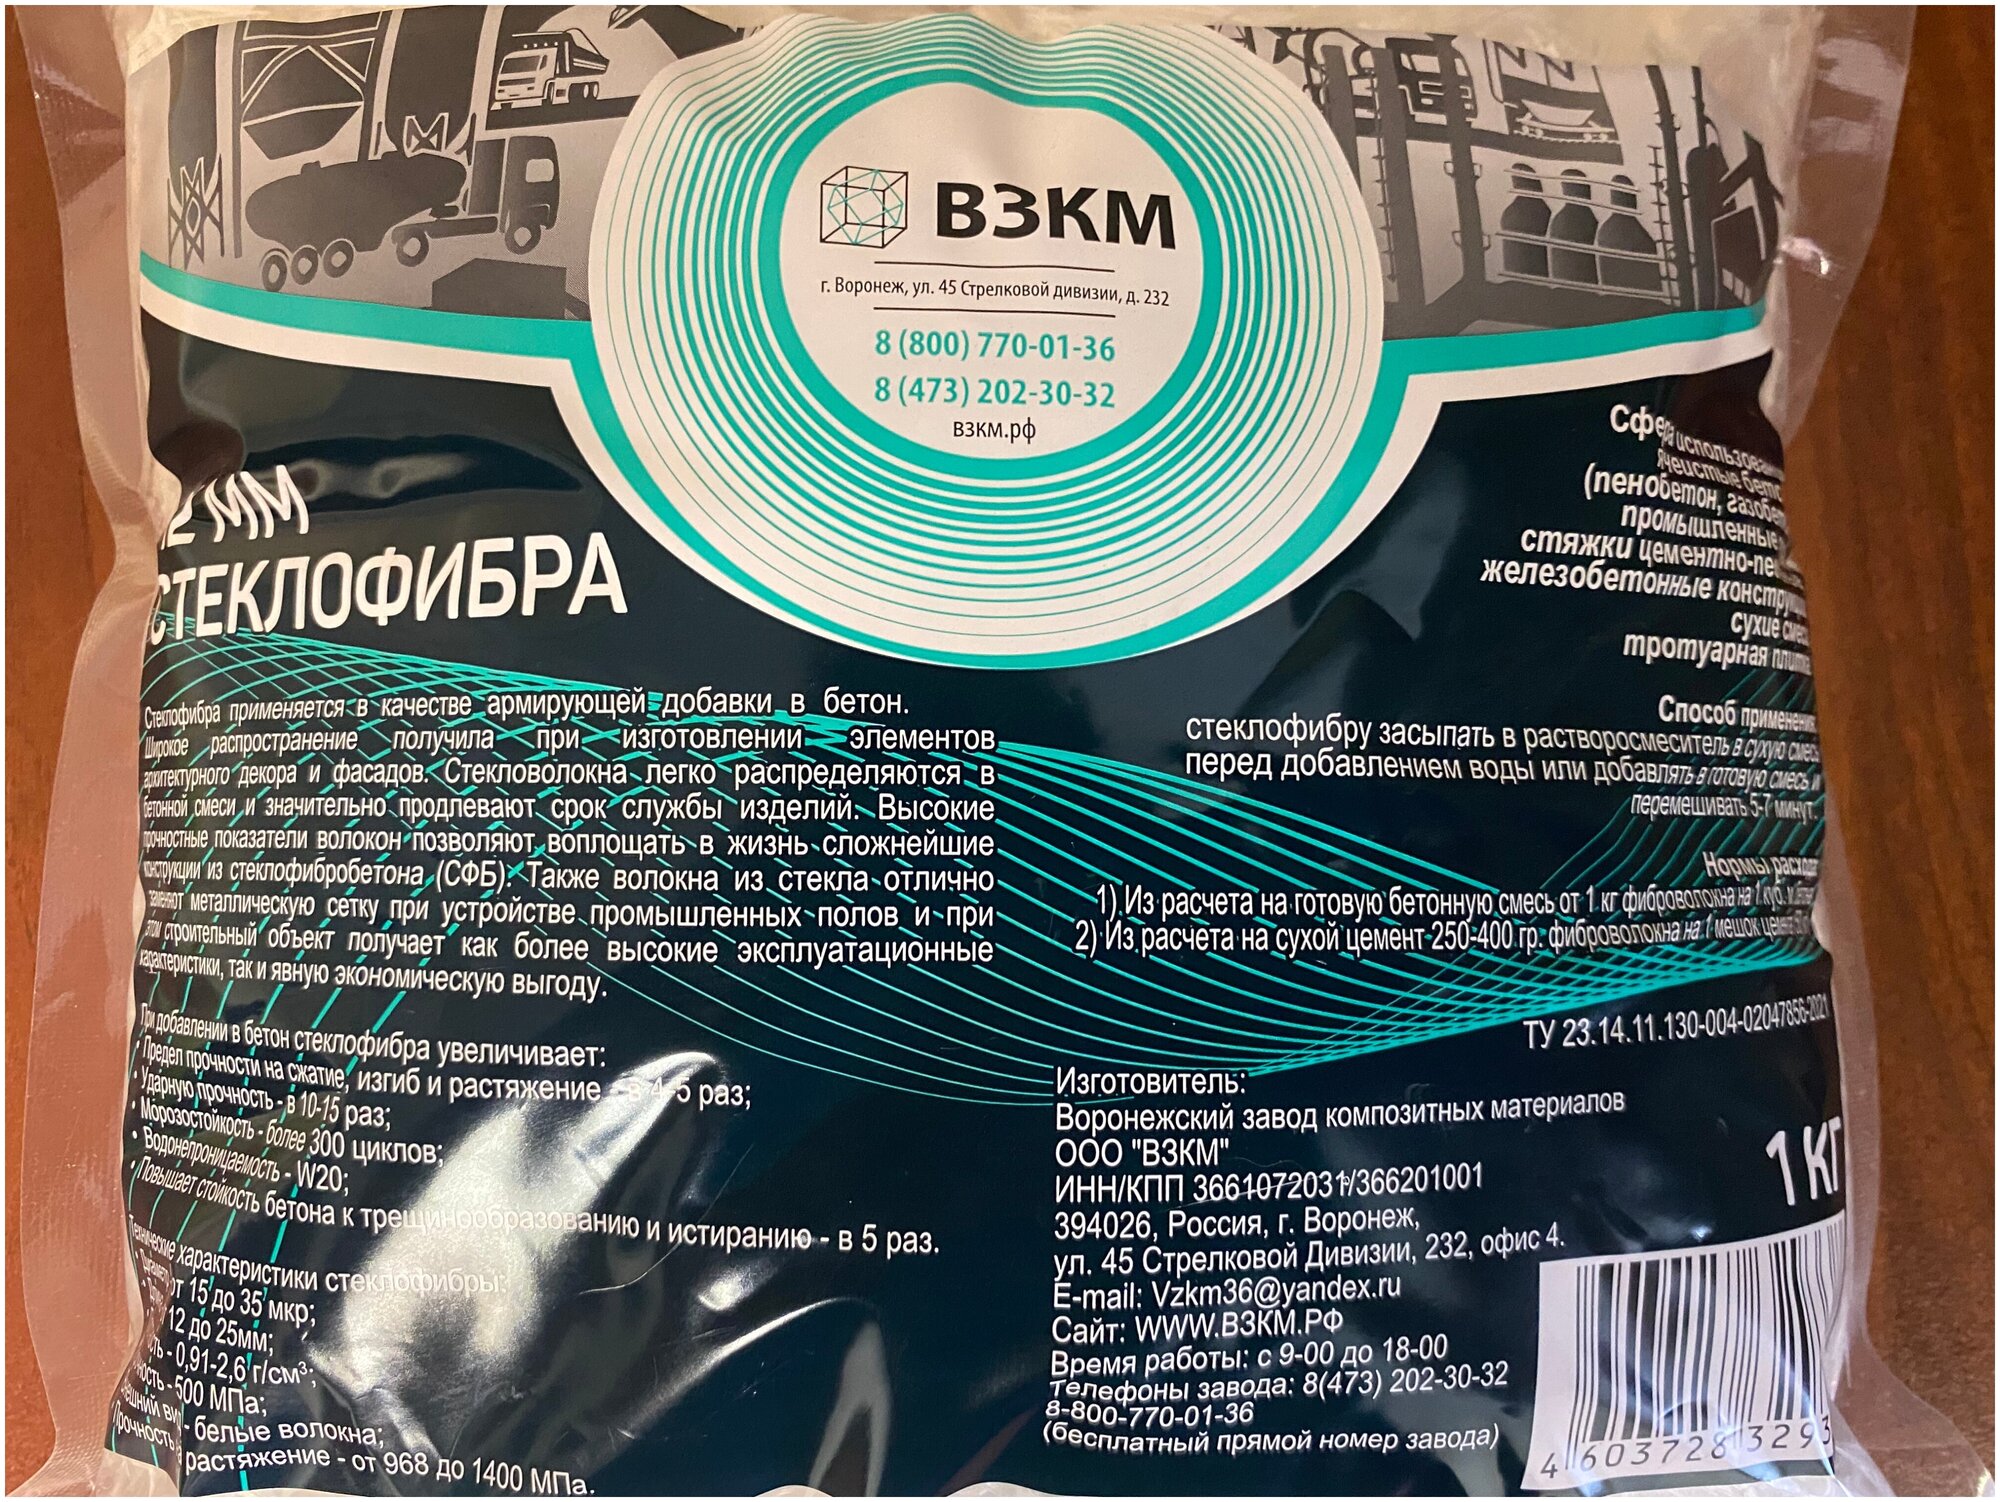 ВЗКМ
г. Воронеж, ул. 45 Стрелковой дивизии, д. 232
8 (800) 770-01-36
8 (473) 202-30-32
взкм.рф
мм
СТЕКЛОФИБРА
Стеклофибра применяется в качестве армирующей добавки в бетон.
Широкое распространение получила при изготовлении элементов
архитектурного декора и фасадов. Стекловолокна легко распределяются в
бетонной смеси и значительно продлевают срок службы изделий. Высокие
прочностные показатели волокон позволяют воплощать в жизнь сложнейшие
конструкции из стеклофибробетона (СФБ). Также волокна из стекла отлично
заменяют металлическую сетку при устройстве промышленных полов и при
этом строительный объект получает как более высокие эксплуатационные
характеристики, так и явную экономическую выгоду.
При добавлении в бетон стеклофибра увеличивает:
• Предел прочности на сжатие, изгиб и растяжение - в 4-5 раз;
• Ударную прочность - в 10-15 раз;
• Морозостойкость - более 300 циклов;
• Водонепроницаемость - W20;
• Повышает стойкость бетона к трещинообразованию и истиранию - в 5 раз.
Технические характеристики стеклофибры:
от 15 до 35 мкр;
12 до 25мм;
- 0,91-2,6 г/см³;
- 500 МПа;
- белые волокна;
Прочность растяжение - от 968 до 1400 МПа.
Сфера
ячеистые
(пенобетон,
промышленные
стяжки
железобетонные
сухие
тротуарная плитка
Способ применения:
стеклофибру засыпать в растворосмеситель в сухую смесь
перед добавлением воды или добавлять в готовую смесь и
перемешивать 5-7 минут.
Нормы расхода:
1) Из расчета на готовую бетонную смесь от 1 кг фиброволокна на 1 куб.
2) Из расчета на сухой цемент 250-400 гр. фиброволокна на 1 мешок цемента
ТУ 23.14.11.130-004-02047856-2021
Изготовитель:
Воронежский завод композитных материалов
ООО "ВЗКМ"
ИНН/КПП 3661072031/366201001
394026, Россия, г. Воронеж,
ул. 45 Стрелковой Дивизии, 232, офис 4.
E-mail: Vzkm36@yandex.ru
Сайт: WWW.ВЗКМ.РФ
Время работы: с 9-00 до 18-00
Телефоны завода: 8(473) 202-30-32
8-800-770-01-36
(бесплатный прямой номер завода)
1 КГ
4 603728 3293